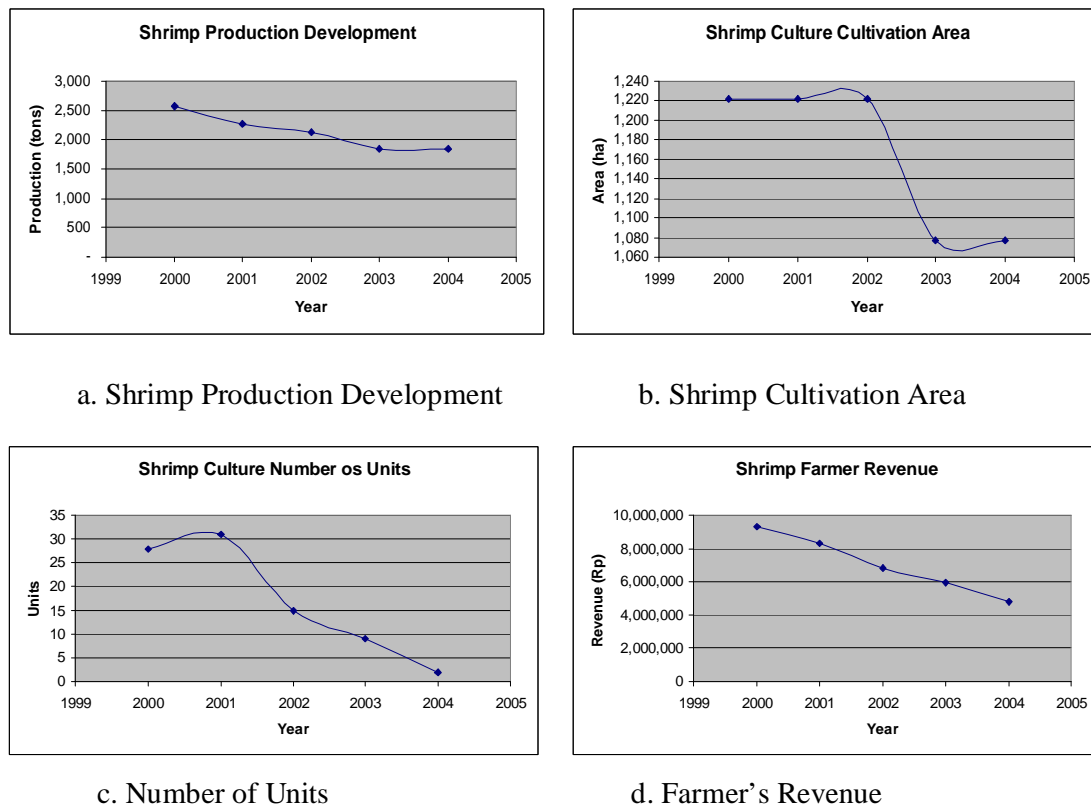 Shrimp Production Development
3,000
2,500
2,000
1,500
1,000
500
-
Production (tons)
1999 2000 2001 2002 2003 2004 2005
Year
Shrimp Culture Cultivation Area
1,240
1,220
1,200
1,180
1,160
1,140
1,120
1,100
1,080
1,060
Area (ha)
1999 2000 2001 2002 2003 2004 2005
Year
a. Shrimp Production Development
b. Shrimp Cultivation Area
Shrimp Culture Number os Units
35
30
25
20
15
10
5
0
Units
1999 2000 2001 2002 2003 2004 2005
Year
Shrimp Farmer Revenue
10,000,000
8,000,000
6,000,000
4,000,000
2,000,000
0
Revenue (Rp)
1999 2000 2001 2002 2003 2004 2005
Year
c. Number of Units
d. Farmer’s Revenue